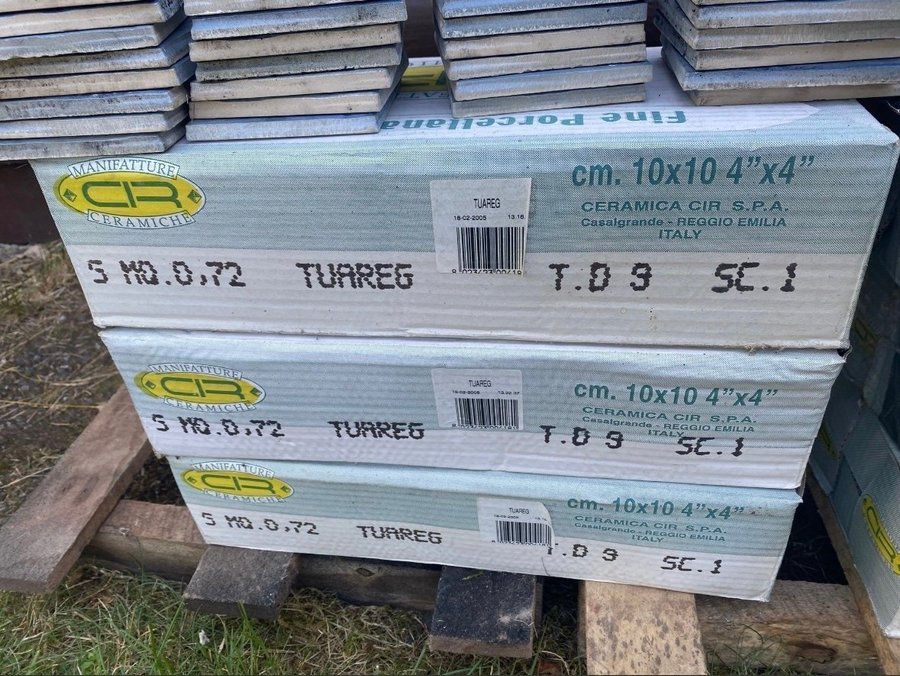 Fine Porcellana
MANIFATTURE
CIR
CERAMICHE
TUAREG
18-02-2005 13.18
cm. 10x10 4”x4”
CERAMICA CIR S.P.A.
Casalgrande - REGGIO EMILIA
ITALY
S MQ.0,72 TUAREG T.D 9 SC.1
MANIFATTURE
CIR
CERAMICHE
TUAREG
cm. 10x10 4”x4”
CERAMICA CIR S.P.A.
Casalgrande - REGGIO EMILIA
ITALY
S MQ.0,72 TUAREG T.D 9 SC.1
MANIFATTURE
CIR
CERAMICHE
TUAREG
cm. 10x10 4”x4”
CERAMICA CIR S.P.A.
Casalgrande - REGGIO EMILIA
ITALY
S MQ.0,72 TUAREG T.D 9 SC.1